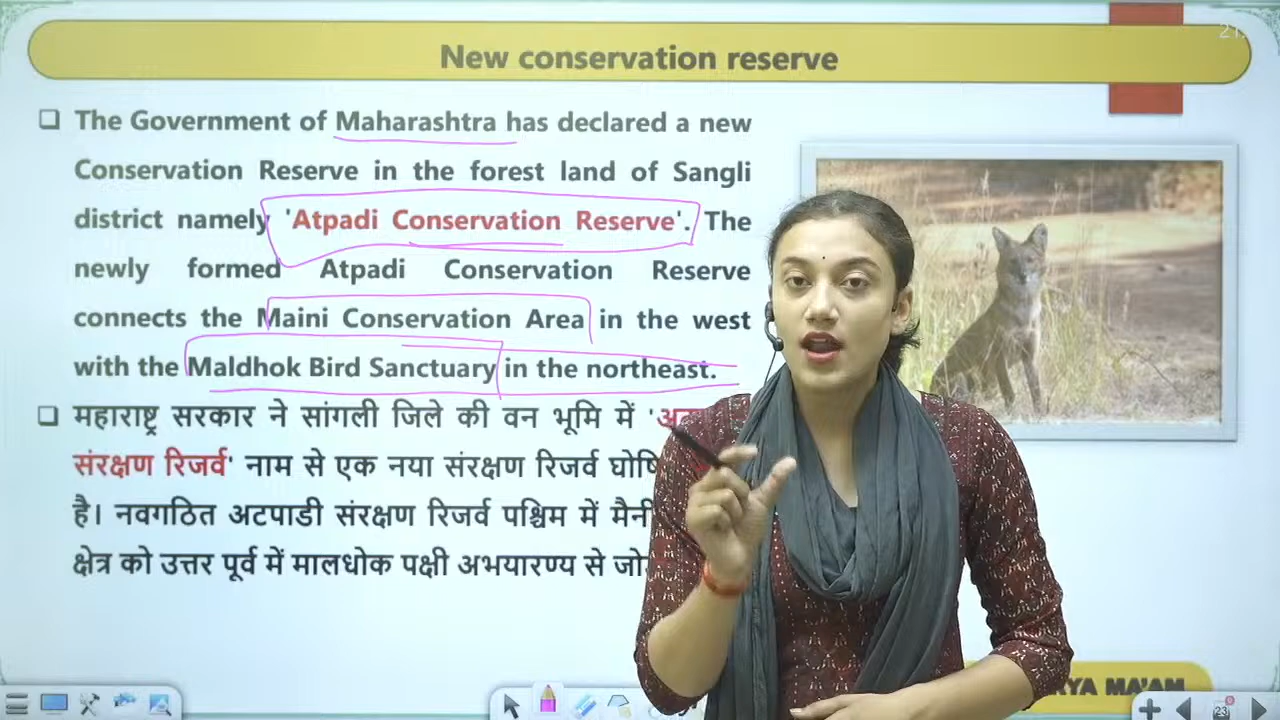 New conservation reserve
The Government of Maharashtra has declared a new
Conservation Reserve in the forest land of Sangli
district namely 'Atpadi Conservation Reserve'. The
newly formed Atpadi Conservation Reserve
connects the Maini Conservation Area in the west
with the Maldhok Bird Sanctuary in the northeast.
महाराष्ट्र सरकार ने सांगली जिले की वन भूमि में
संरक्षण रिजर्व' नाम से एक नया संरक्षण रिजर्व
है। नवगठित अटपाडी संरक्षण रिजर्व पश्चिम में
क्षेत्र को उत्तर पूर्व में मालधोक पक्षी अभयारण्य से
MA'AM
23